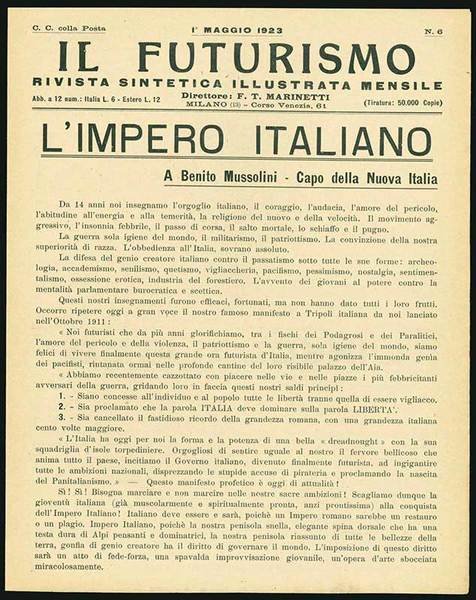 C. C. colla Posta
1° MAGGIO 1923
N. 6
IL FUTURISMO
RIVISTA SINTETICA ILLUSTRATA MENSILE
Abb. a 12 num.: Italia L. 6 - Estero L. 12
Direttore: F. T. MARINETTI
MILANO (13) - Corso Venezia, 61
(Tiratura: 50.000 Copie)
L'IMPERO ITALIANO
A Benito Mussolini - Capo della Nuova Italia
Da 14 anni noi insegnamo l'orgoglio italiano, il coraggio, l'audacia, l'amore del pericolo,
l'abitudine all'energia e alla temerità, la religione del nuovo e della velocità. Il movimento ag-
gressivo, l'insonnia febbrile, il passo di corsa, il salto mortale, lo schiaffo e il pugno.
La guerra sola igiene del mondo, il militarismo, il patriottismo. La convinzione della nostra
superiorità di razza. L'obbedienza all'Italia, sovrano assoluto.
La difesa del genio creatore italiano contro il passatismo sotto tutte le sue forme: archeo-
logia, accademismo, senilismo, quetismo, vigliaccheria, pacifismo, pessimismo, nostalgia, sentimen-
talismo, ossessione erotica, industria del forestiero. L'avvento dei giovani al potere contro la
mentalità parlamentare burocratica e scettica.
Questi nostri insegnamenti furono efficaci, fortunati, ma non hanno dato tutti i loro frutti.
Occorre ripetere oggi a gran voce il nostro famoso manifesto a Tripoli italiana da noi lanciato
nell'Ottobre 1911:
« Noi futuristi che da più anni glorifichiamo, tra i fischi dei Podagrosi e dei Paralitici,
l'amore del pericolo e della violenza, il patriottismo e la guerra, sola igiene del mondo, siamo
felici di vivere finalmente questa grande ora futurista d'Italia, mentre agonizza l'immonda genìa
dei pacifisti, rintanata ormai nelle profonde cantine del loro risibile palazzo dell'Aia.
« Abbiamo recentemente cazzottato con piacere nelle vie e nelle piazze i più febbricitanti
avversari della guerra, gridando loro in faccia questi nostri saldi principî:
1. - Siano concesse all'individuo e al popolo tutte le libertà tranne quella di essere vigliacco.
2. - Sia proclamato che la parola ITALIA deve dominare sulla parola LIBERTA'.
3. - Sia cancellato il fastidioso ricordo della grandezza romana, con una grandezza italiana
cento volte maggiore.
« L'Italia ha oggi per noi la forma e la potenza di una bella « dreadnought » con la sua
squadriglia d'isole torpediniere. Orgogliosi di sentire uguale al nostro il fervore bellicoso che
anima tutto il paese, incitiamo il Governo italiano, divenuto finalmente futurista, ad ingigantire
tutte le ambizioni nazionali, disprezzando le stupide accuse di pirateria e proclamando la nascita
del Panitalianismo. » — Questo manifesto profetico è oggi di attualità!
Sì! Sì! Bisogna marciare e non marcire nelle nostre sacre ambizioni! Scagliamo dunque la
gioventù italiana (già muscolarmente e spiritualmente pronta, anzi prontissima) alla conquista
dell'Impero Italiano! Italiano deve essere e sarà, poichè un Impero romano sarebbe un restauro
o un plagio. Impero Italiano, poichè la nostra penisola snella, elegante spina dorsale che ha una
testa dura di Alpi pensanti e dominatrici, la nostra penisola riassunto di tutte le bellezze della
terra, gonfia di genio creatore ha il diritto di governare il mondo. L'imposizione di questo diritto
sarà un atto di fede-forza, una spavalda improvvisazione giovanile, un'opera d'arte sbocciata
miracolosamente.